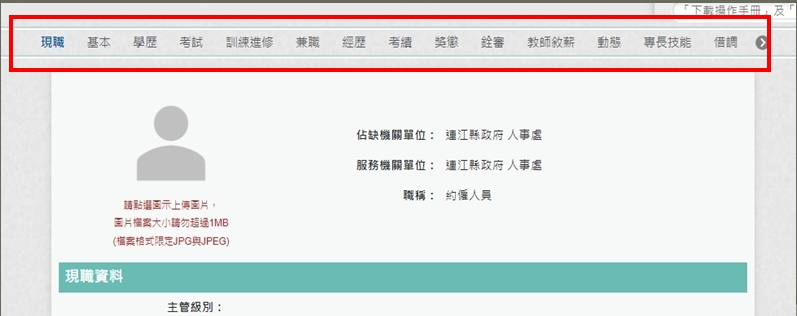 「下載操作手冊」及「
現職 基本 學歷 考試 訓練進修 兼職 經歷 考績 獎懲 銓審 教師敘薪 動態 專長技能 借調
佔缺機關單位： 連江縣政府 人事處
服務機關單位： 連江縣政府 人事處
職稱： 約僱人員
請點選圖示上傳圖片，
圖片檔案大小請勿超過1MB
(檔案格式限定JPG與JPEG)
現職資料
主管級別：